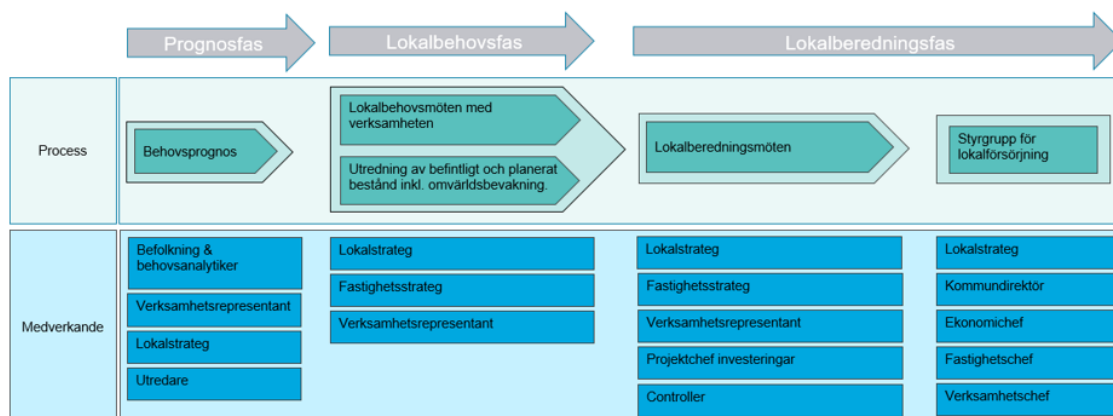 Prognosfas
Lokalbehovsfas
Lokalberedningsfas
Process
Behovsprognos
Lokalbehovsmöten med
verksamheten
Utredning av befintligt och planerat
bestånd inkl. omvärldsbevakning.
Lokalberedningsmöten
Styrgrupp för
lokalförsörjning
Medverkande
Befolkning &
behovsanalytiker
Verksamhetsrepresentant
Lokalstrateg
Utredare
Lokalstrateg
Fastighetsstrateg
Verksamhetsrepresentant
Lokalstrateg
Fastighetsstrateg
Verksamhetsrepresentant
Projektchef investeringar
Controller
Lokalstrateg
Kommundirektör
Ekonomichef
Fastighetschef
Verksamhetschef